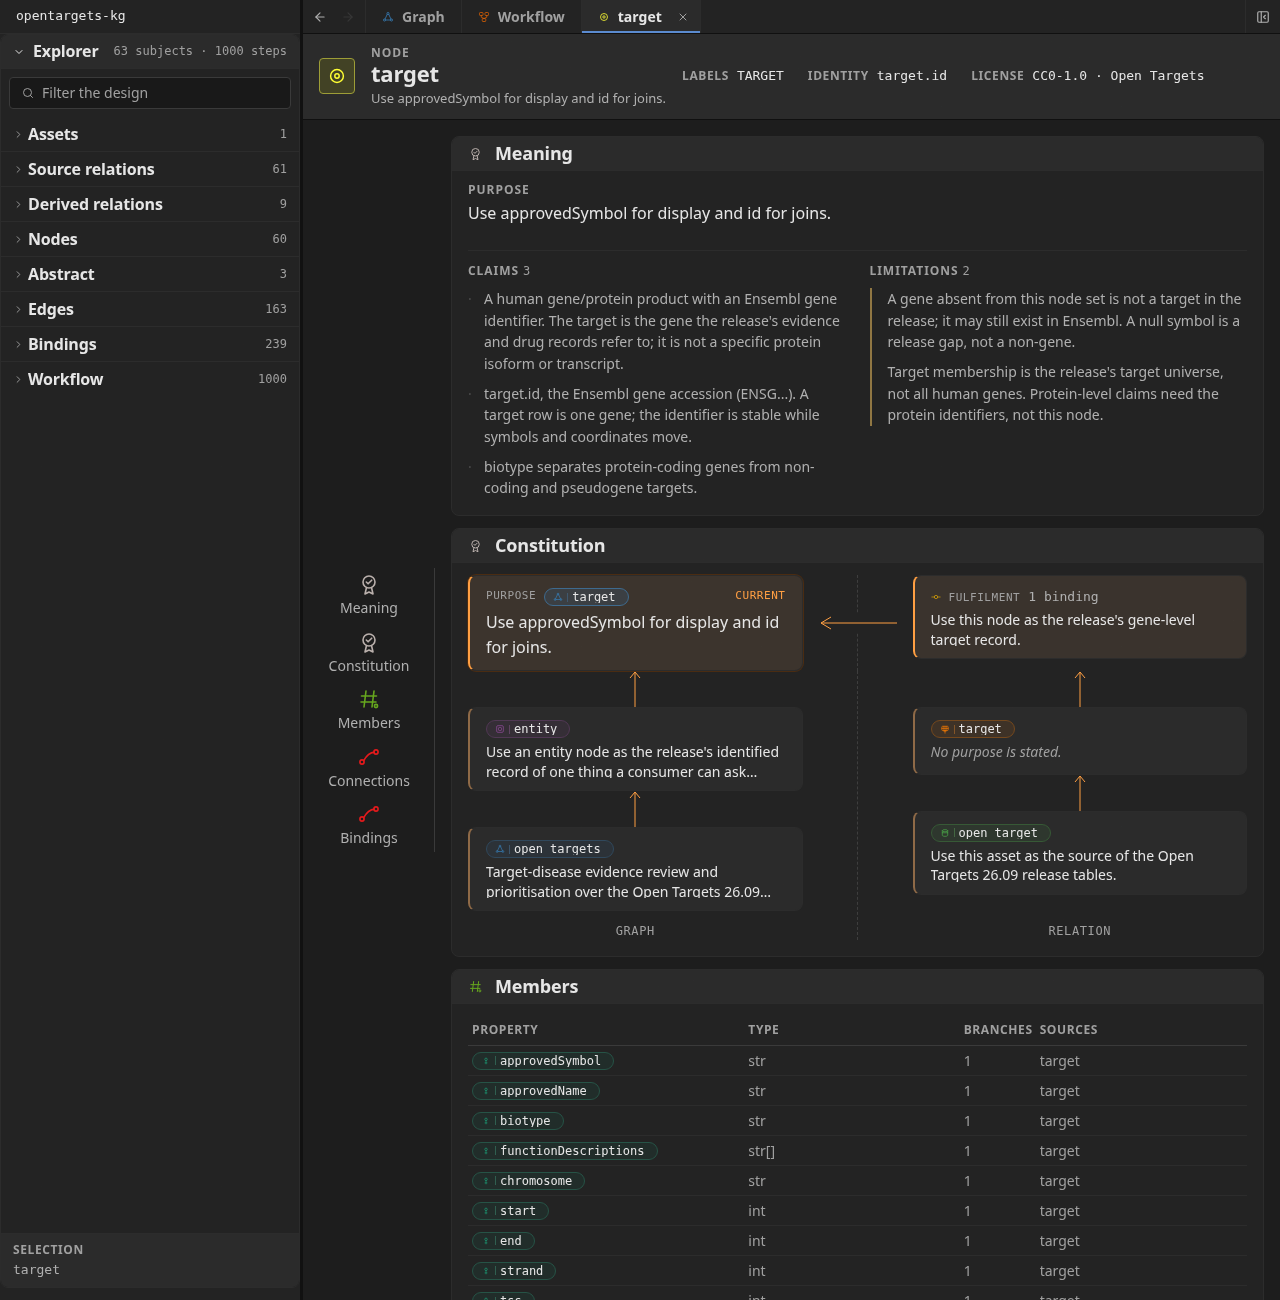 opentargets-kg
Graph
Workflow
target
Explorer
63 subjects · 1000 steps
Filter the design
Assets 1
Source relations 61
Derived relations 9
Nodes 60
Abstract 3
Edges 163
Bindings 239
Workflow 1000
SELECTION
target
NODE
target
Use approvedSymbol for display and id for joins.
LABELS TARGET IDENTITY target.id LICENSE CC0-1.0 · Open Targets
Meaning
Constitution
Members
Connections
Bindings
Meaning
PURPOSE
Use approvedSymbol for display and id for joins.
CLAIMS 3
· A human gene/protein product with an Ensembl gene
identifier. The target is the gene the release's evidence
and drug records refer to; it is not a specific protein
isoform or transcript.
· target.id, the Ensembl gene accession (ENSG…). A
target row is one gene; the identifier is stable while
symbols and coordinates move.
· biotype separates protein-coding genes from non-
coding and pseudogene targets.
LIMITATIONS 2
A gene absent from this node set is not a target in the
release; it may still exist in Ensembl. A null symbol is a
release gap, not a non-gene.
Target membership is the release's target universe,
not all human genes. Protein-level claims need the
protein identifiers, not this node.
Constitution
PURPOSE target CURRENT
Use approvedSymbol for display and id
for joins.
entity
Use an entity node as the release's identified
record of one thing a consumer can ask…
open targets
Target-disease evidence review and
prioritisation over the Open Targets 26.09…
GRAPH
FULFILMENT 1 binding
Use this node as the release's gene-level
target record.
target
No purpose is stated.
open target
Use this asset as the source of the Open
Targets 26.09 release tables.
RELATION
Members
PROPERTY TYPE BRANCHES SOURCES
approvedSymbol str 1 target
approvedName str 1 target
biotype str 1 target
functionDescriptions str[] 1 target
chromosome str 1 target
start int 1 target
end int 1 target
strand int 1 target
tss int 1 target